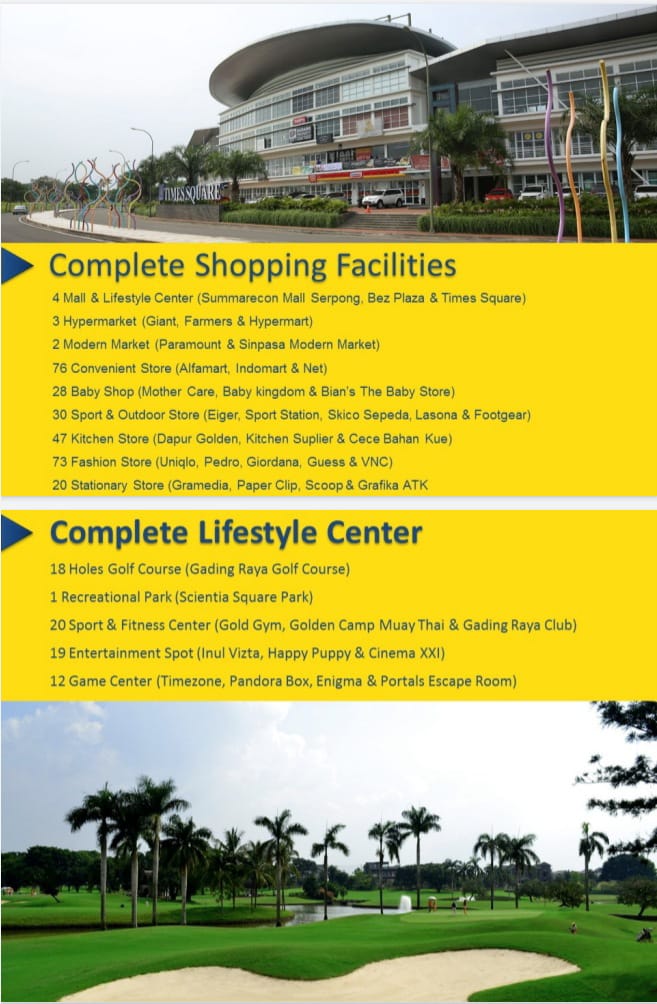 TIMES SQUARE
Complete Shopping Facilities
4 Mall & Lifestyle Center (Summarecon Mall Serpong, Bez Plaza & Times Square)
3 Hypermarket (Giant, Farmers & Hypermart)
2 Modern Market (Paramount & Sinpasa Modern Market)
76 Convenient Store (Alfamart, Indomart & Net)
28 Baby Shop (Mother Care, Baby kingdom & Bian's The Baby Store)
30 Sport & Outdoor Store (Eiger, Sport Station, Skico Sepeda, Lasona & Footgear)
47 Kitchen Store (Dapur Golden, Kitchen Suplier & Cece Bahan Kue)
73 Fashion Store (Uniqlo, Pedro, Giordana, Guess & VNC)
20 Stationary Store (Gramedia, Paper Clip, Scoop & Grafika ATK
Complete Lifestyle Center
18 Holes Golf Course (Gading Raya Golf Course)
1 Recreational Park (Scientia Square Park)
20 Sport & Fitness Center (Gold Gym, Golden Camp Muay Thai & Gading Raya Club)
19 Entertainment Spot (Inul Vizta, Happy Puppy & Cinema XXI)
12 Game Center (Timezone, Pandora Box, Enigma & Portals Escape Room)